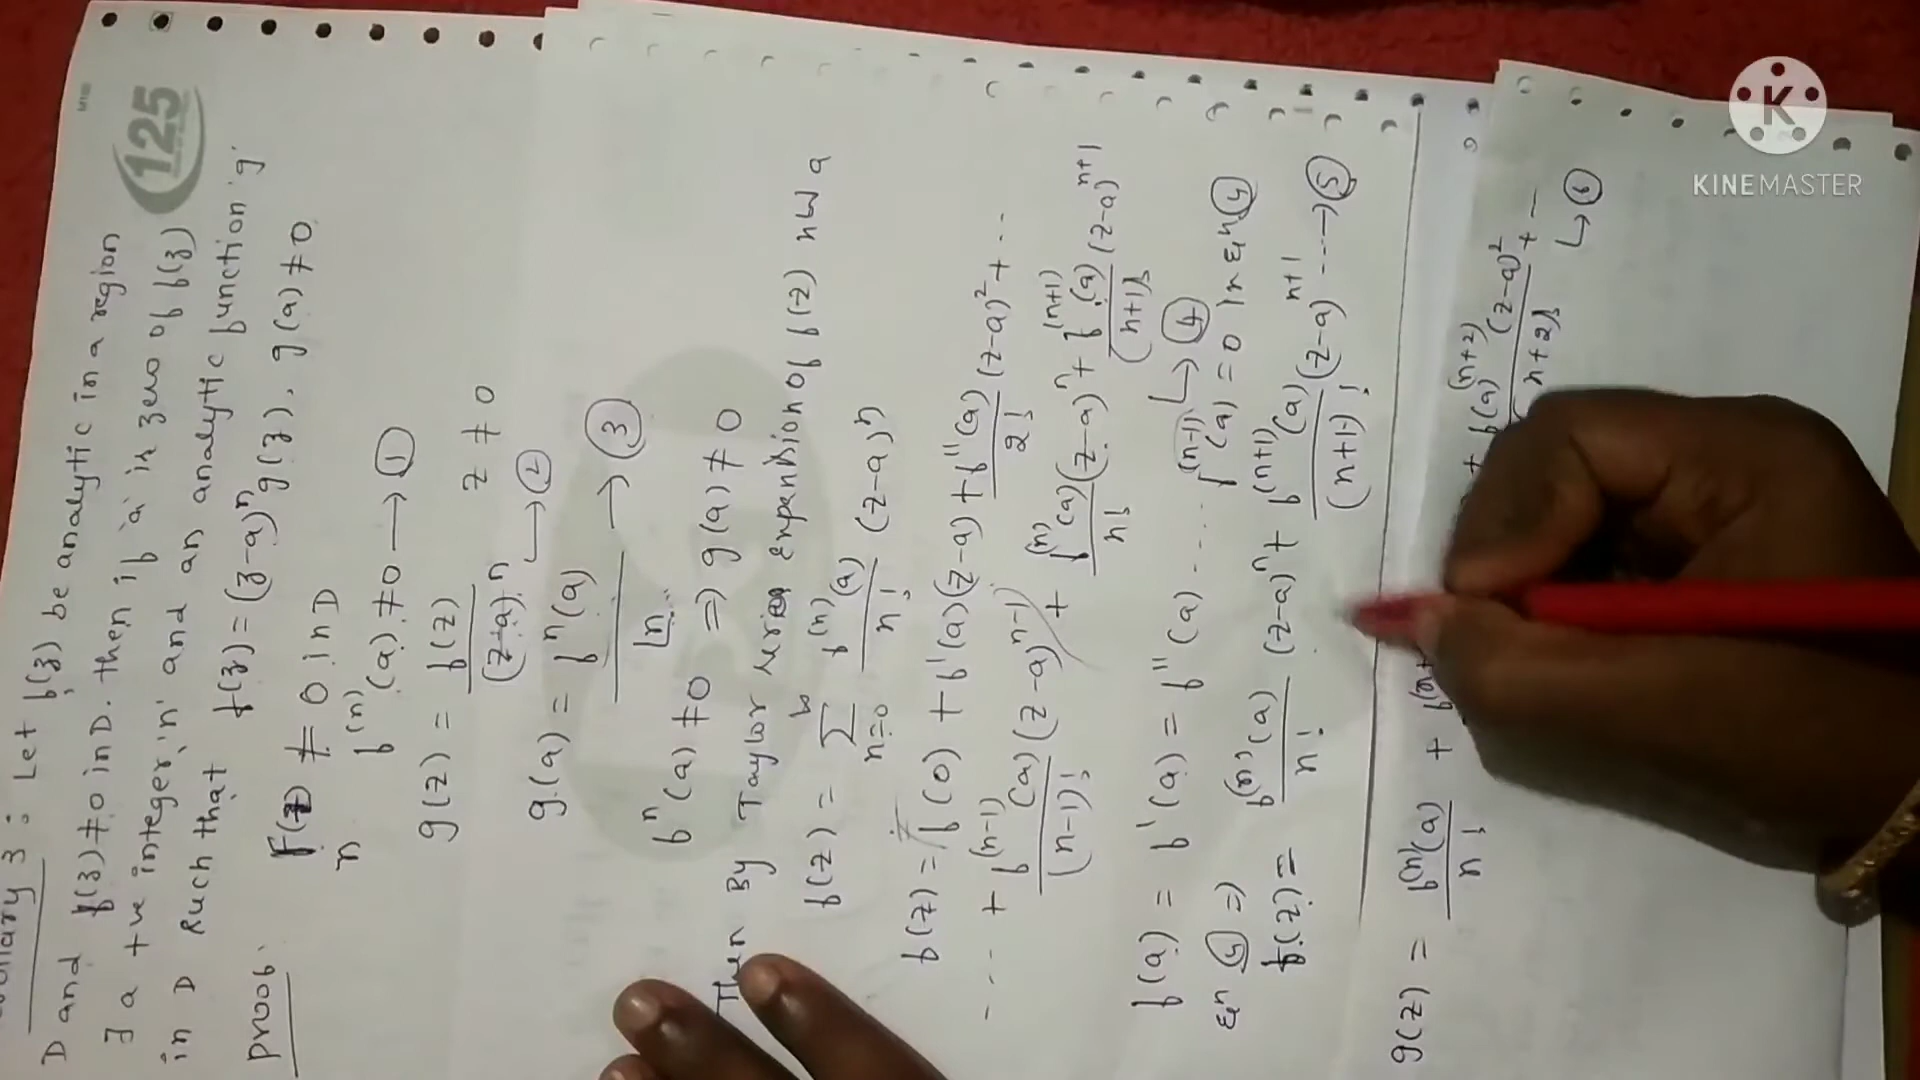 Corollary 3 : Let f(z) be analytic in a region
D and f(z) ≠ 0 in D. then if 'a' is zero of f(z)
∃ a +ve integer 'n' and an analytic function 'g'
in D such that f(z) = (z-a)^n g(z), g(a) ≠ 0
proof.
F(z) ≠ 0 in D
n f^(n)(a) ≠ 0 → ①
g(z) = f(z)/(z-a)^n z ≠ 0
↳ ②
g(a) = f^n(a)/n → ③
f^n(a) ≠ 0 ⇒ g(a) ≠ 0
Then By Taylor series expansion of f(z) nbd a
f(z) = ∑_{n=0}^∞ f^(n)(a)/n! (z-a)^n
f(z) = f(0) + f'(a)(z-a) + f''(a)/2! (z-a)^2 + ...
.... + f^(n-1)(a)/(n-1)! (z-a)^(n-1) + f^(n)(a)/n! (z-a)^n + f^(n+1)(a)/(n+1)! (z-a)^(n+1)
↳ ④
f(a) = f'(a) = f''(a) ..... f^(n-1)(a) = 0 in eq^n ④
eq^n ④ ⇒
f(z) = f^(n)(a)/n! (z-a)^n + f^(n+1)(a)/(n+1)! (z-a)^(n+1) ....→ ⑤
g(z) = f^(n)(a)/n! + + f(a)^(n+2)/(n+2)! (z-a)^2 + --
↳ ⑥
125
KINEMASTER